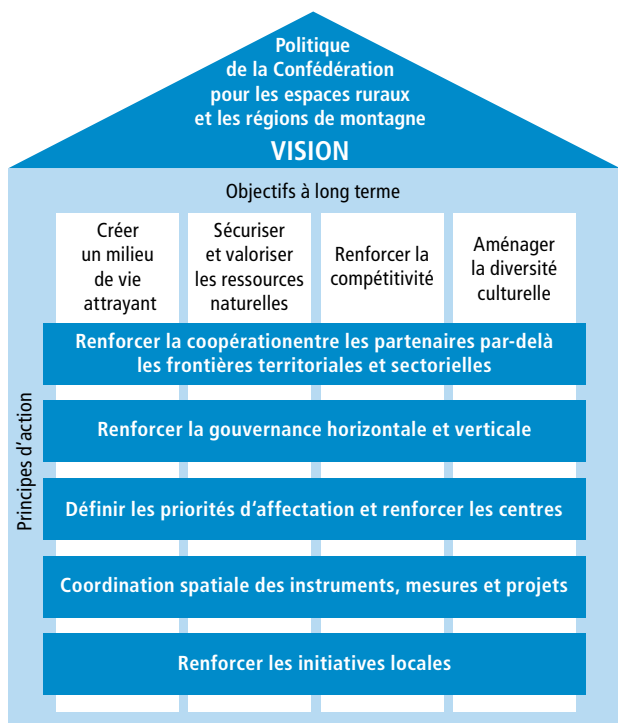 Politique
de la Confédération
pour les espaces ruraux
et les régions de montagne
VISION
Objectifs à long terme
Créer
un milieu
de vie
attrayant
Sécuriser
et valoriser
les ressources
naturelles
Renforcer la
compétitivité
Aménager
la diversité
culturelle
Principes d'action
Renforcer la coopérationentre les partenaires par-delà
les frontières territoriales et sectorielles
Renforcer la gouvernance horizontale et verticale
Définir les priorités d‘affectation et renforcer les centres
Coordination spatiale des instruments, mesures et projets
Renforcer les initiatives locales